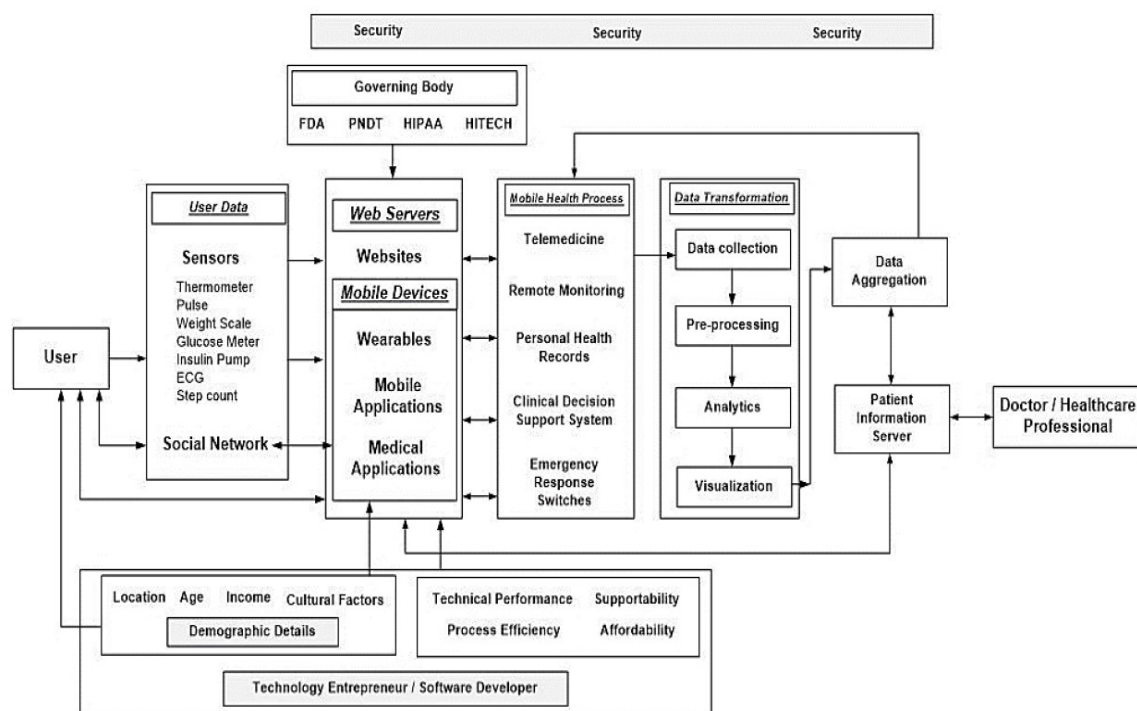 Security Security Security
Governing Body
FDA PNDT HIPAA HITECH
User Data
Sensors
Thermometer
Pulse
Weight Scale
Glucose Meter
Insulin Pump
ECG
Step count
Social Network
User
Web Servers
Websites
Mobile Devices
Wearables
Mobile
Applications
Medical
Applications
Mobile Health Process
Telemedicine
Remote Monitoring
Personal Health
Records
Clinical Decision
Support System
Emergency
Response
Switches
Data Transformation
Data collection
Pre-processing
Analytics
Visualization
Data
Aggregation
Patient
Information
Server
Doctor / Healthcare
Professional
Location Age Income Cultural Factors
Demographic Details
Technical Performance Supportability
Process Efficiency Affordability
Technology Entrepreneur / Software Developer